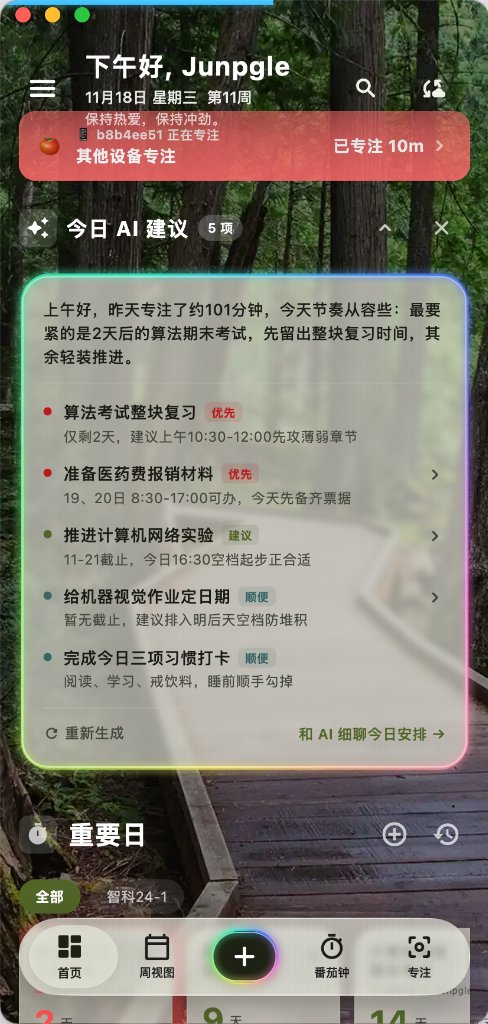 下午好, Junpgle
11月18日 星期三 第11周
保持热爱，保持冲劲。
b8b4ee51 正在专注
其他设备专注
已专注 10m
今日 AI 建议
5 项
上午好，昨天专注了约101分钟，今天节奏从容些：最要
紧的是2天后的算法期末考试，先留出整块复习时间，其
余轻装推进。
算法考试整块复习 优先
仅剩2天，建议上午10:30-12:00先攻薄弱章节
准备医药费报销材料 优先
19、20日 8:30-17:00可办，今天先备齐票据
推进计算机网络实验 建议
11-21截止，今日16:30空档起步正合适
给机器视觉作业定日期 顺便
暂无截止，建议排入明后天空档防堆积
完成今日三项习惯打卡 顺便
阅读、学习、戒饮料，睡前顺手勾掉
重新生成
和 AI 细聊今日安排 →
重要日
全部
智科24-1
首页
周视图
番茄钟
专注
2 天
9 天
14 天